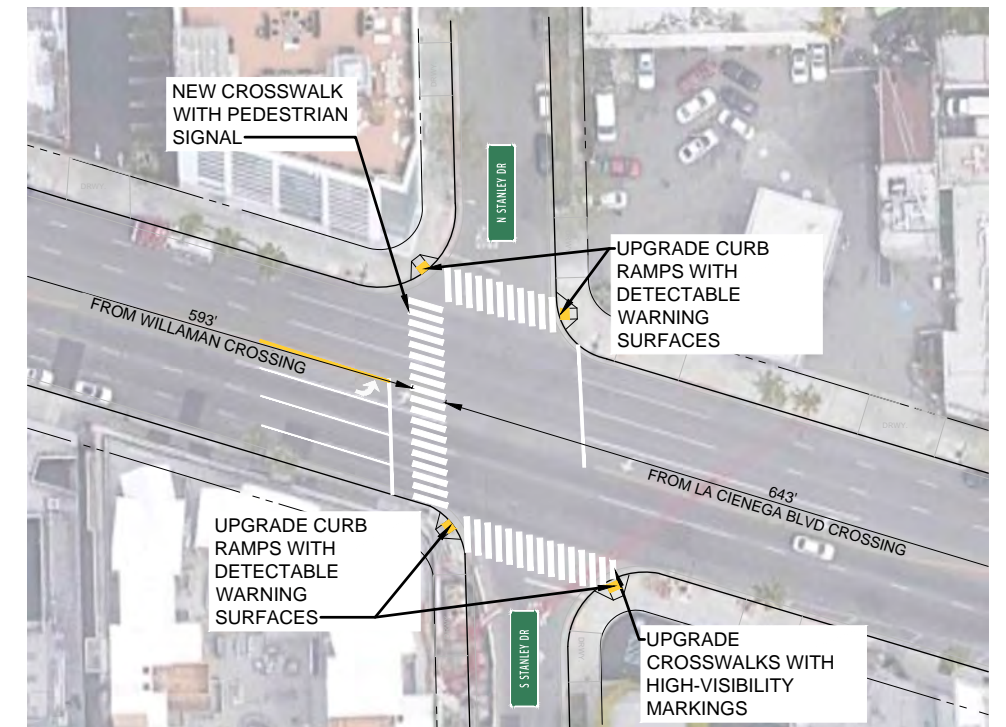 NEW CROSSWALK
WITH PEDESTRIAN
SIGNAL
N STANLEY DR
UPGRADE CURB
RAMPS WITH
DETECTABLE
WARNING
SURFACES
593'
FROM WILLAMAN CROSSING
643'
FROM LA CIENEGA BLVD CROSSING
UPGRADE CURB
RAMPS WITH
DETECTABLE
WARNING
SURFACES
S STANLEY DR
UPGRADE
CROSSWALKS WITH
HIGH-VISIBILITY
MARKINGS
DRWY
DRWY